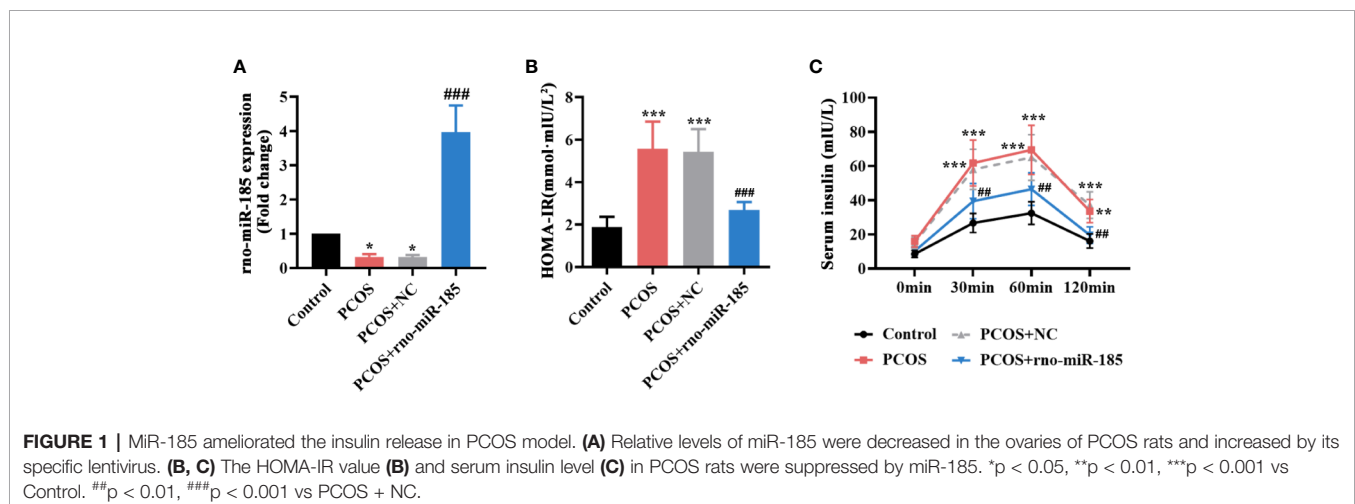 A
rno-miR-185 expression
(Fold change)
5
4
3
2
1
0
*
*
###
Control
PCOS
PCOS+NC
PCOS+rno-miR-185
B
HOMA-IR(mmol·mIU/L²)
8
6
4
2
0
***
***
###
Control
PCOS
PCOS+NC
PCOS+rno-miR-185
C
Serum insulin (mIU/L)
100
80
60
40
20
0
***
***
***
***
***
**
##
##
##
0min
30min
60min
120min
Control
PCOS+NC
PCOS
PCOS+rno-miR-185
FIGURE 1 | MiR-185 ameliorated the insulin release in PCOS model. (A) Relative levels of miR-185 were decreased in the ovaries of PCOS rats and increased by its
specific lentivirus. (B, C) The HOMA-IR value (B) and serum insulin level (C) in PCOS rats were suppressed by miR-185. *p < 0.05, **p < 0.01, ***p < 0.001 vs
Control. ##p < 0.01, ###p < 0.001 vs PCOS + NC.